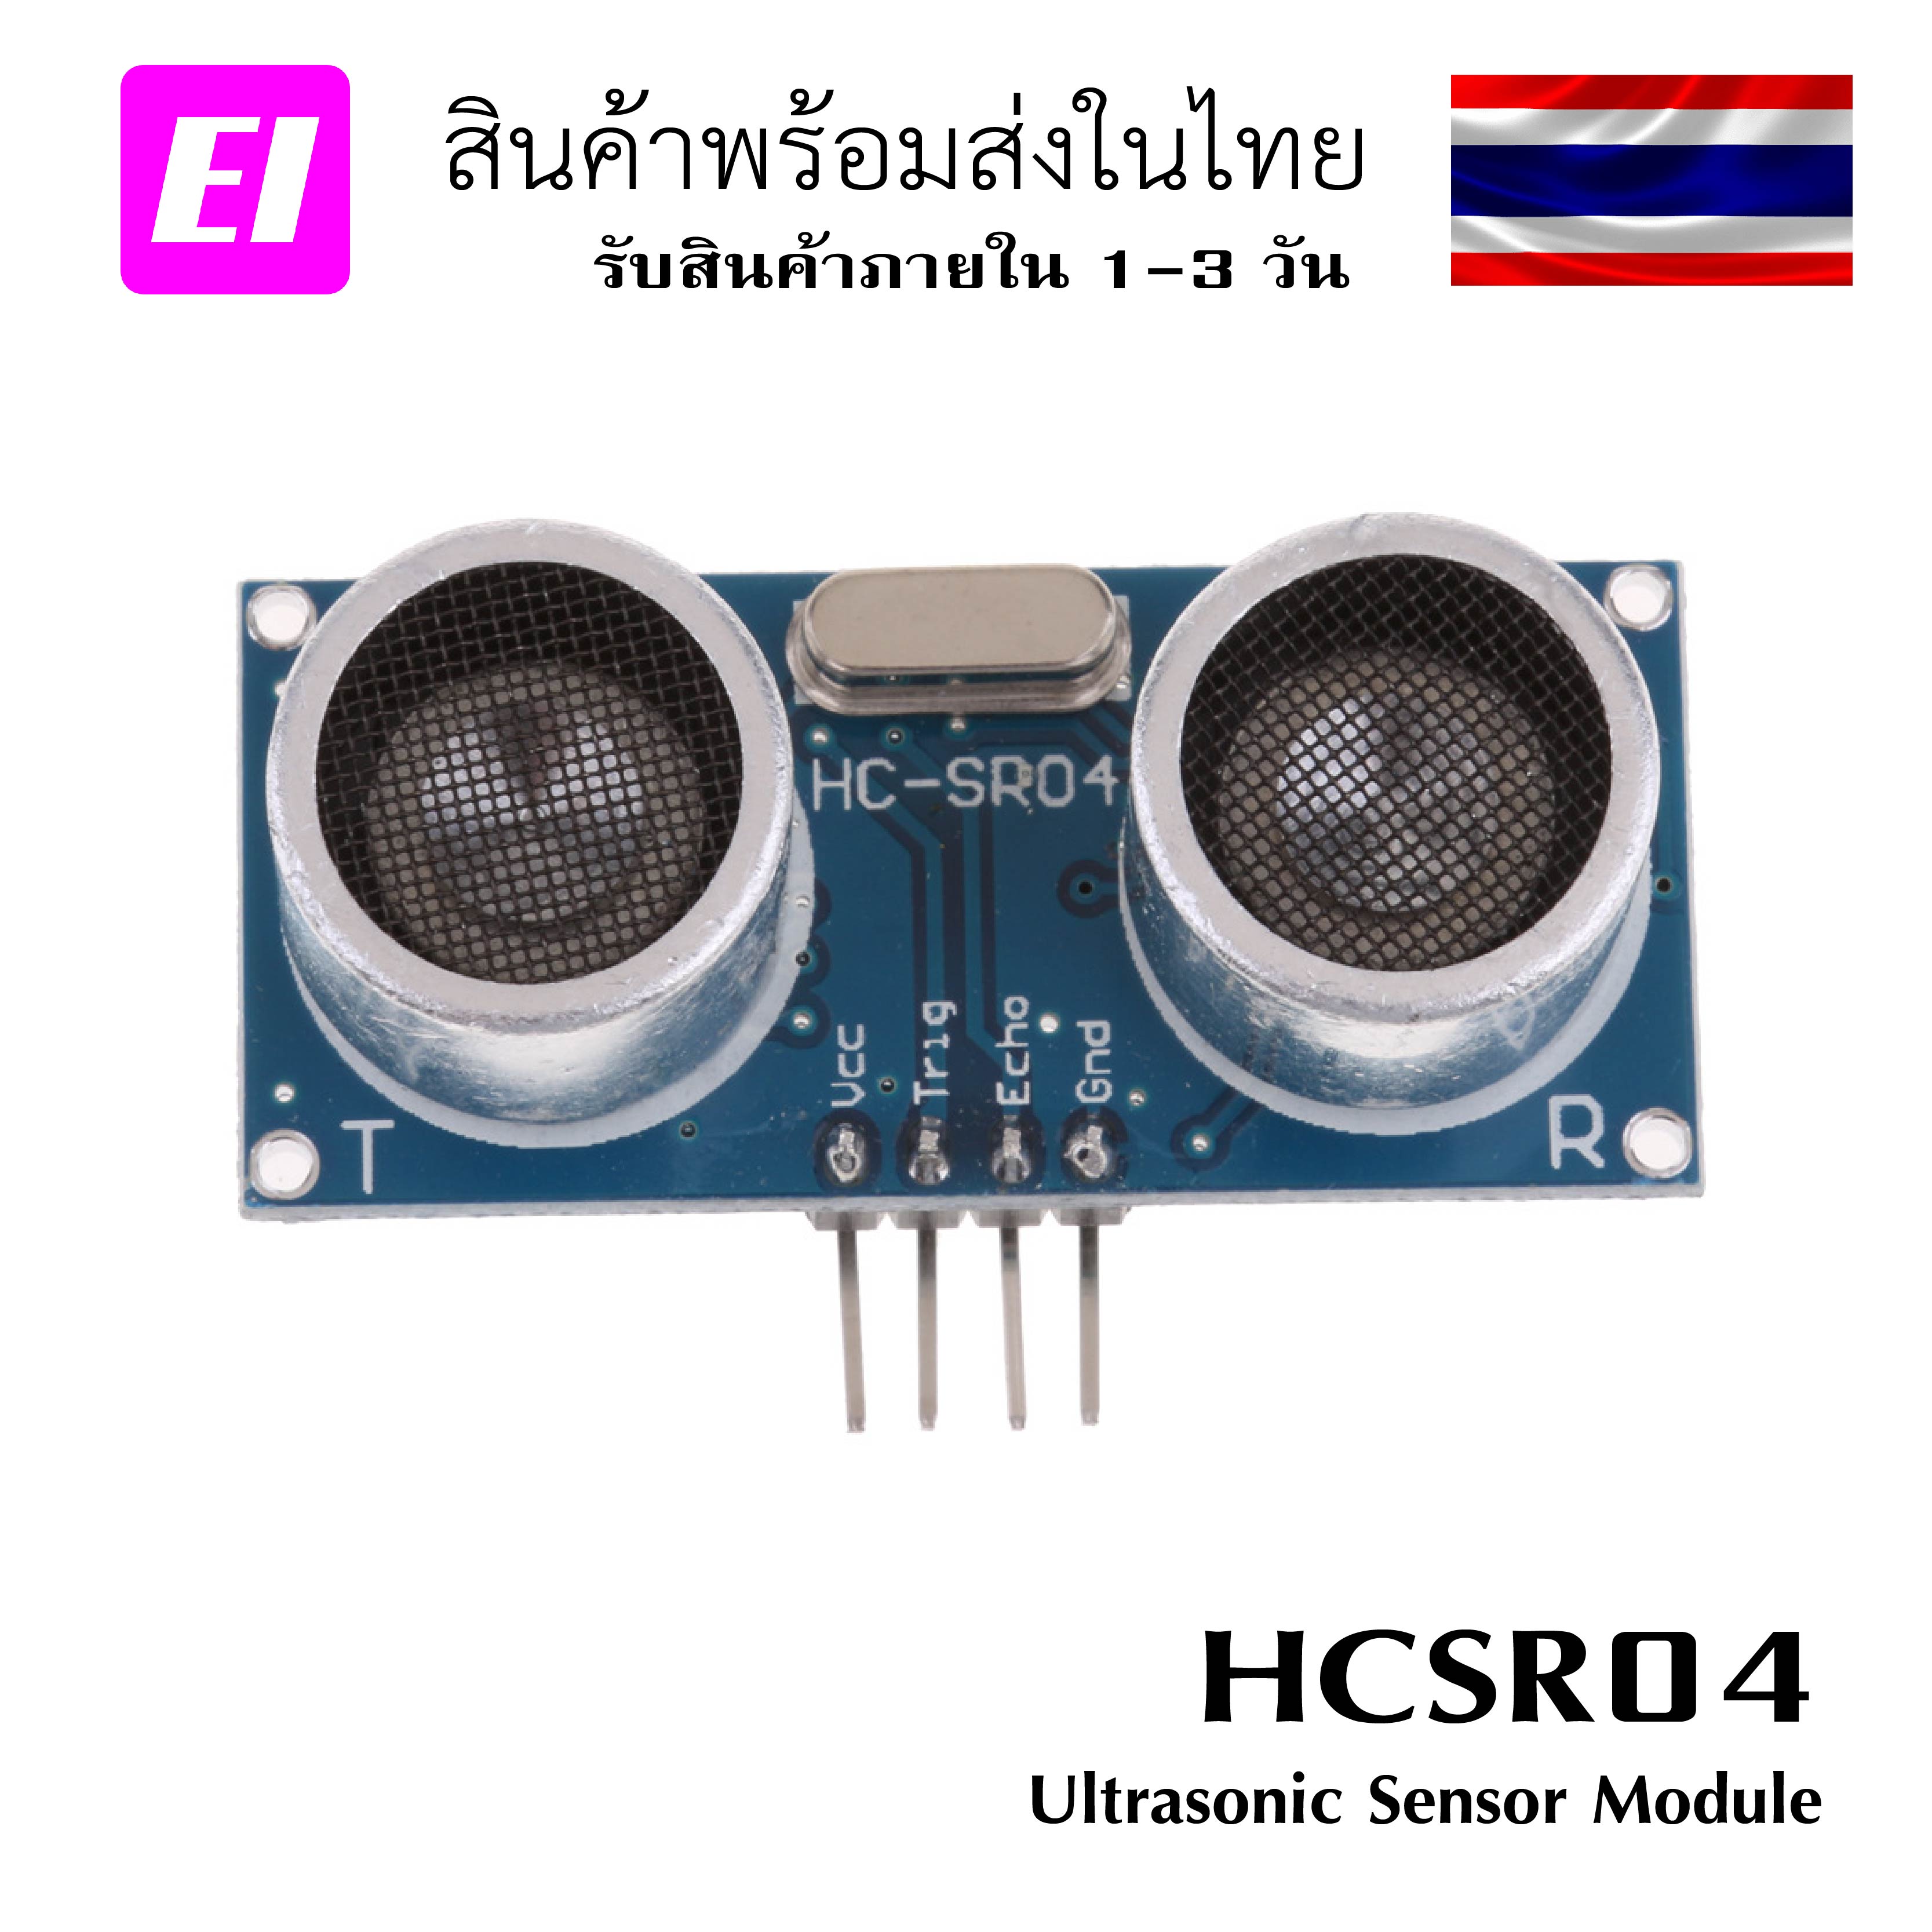 EI
สินค้าพร้อมส่งในไทย
รับสินค้าภายใน 1-3 วัน
HC-SR04
Vcc
Trig
Echo
Gnd
T
R
HCSR04
Ultrasonic Sensor Module